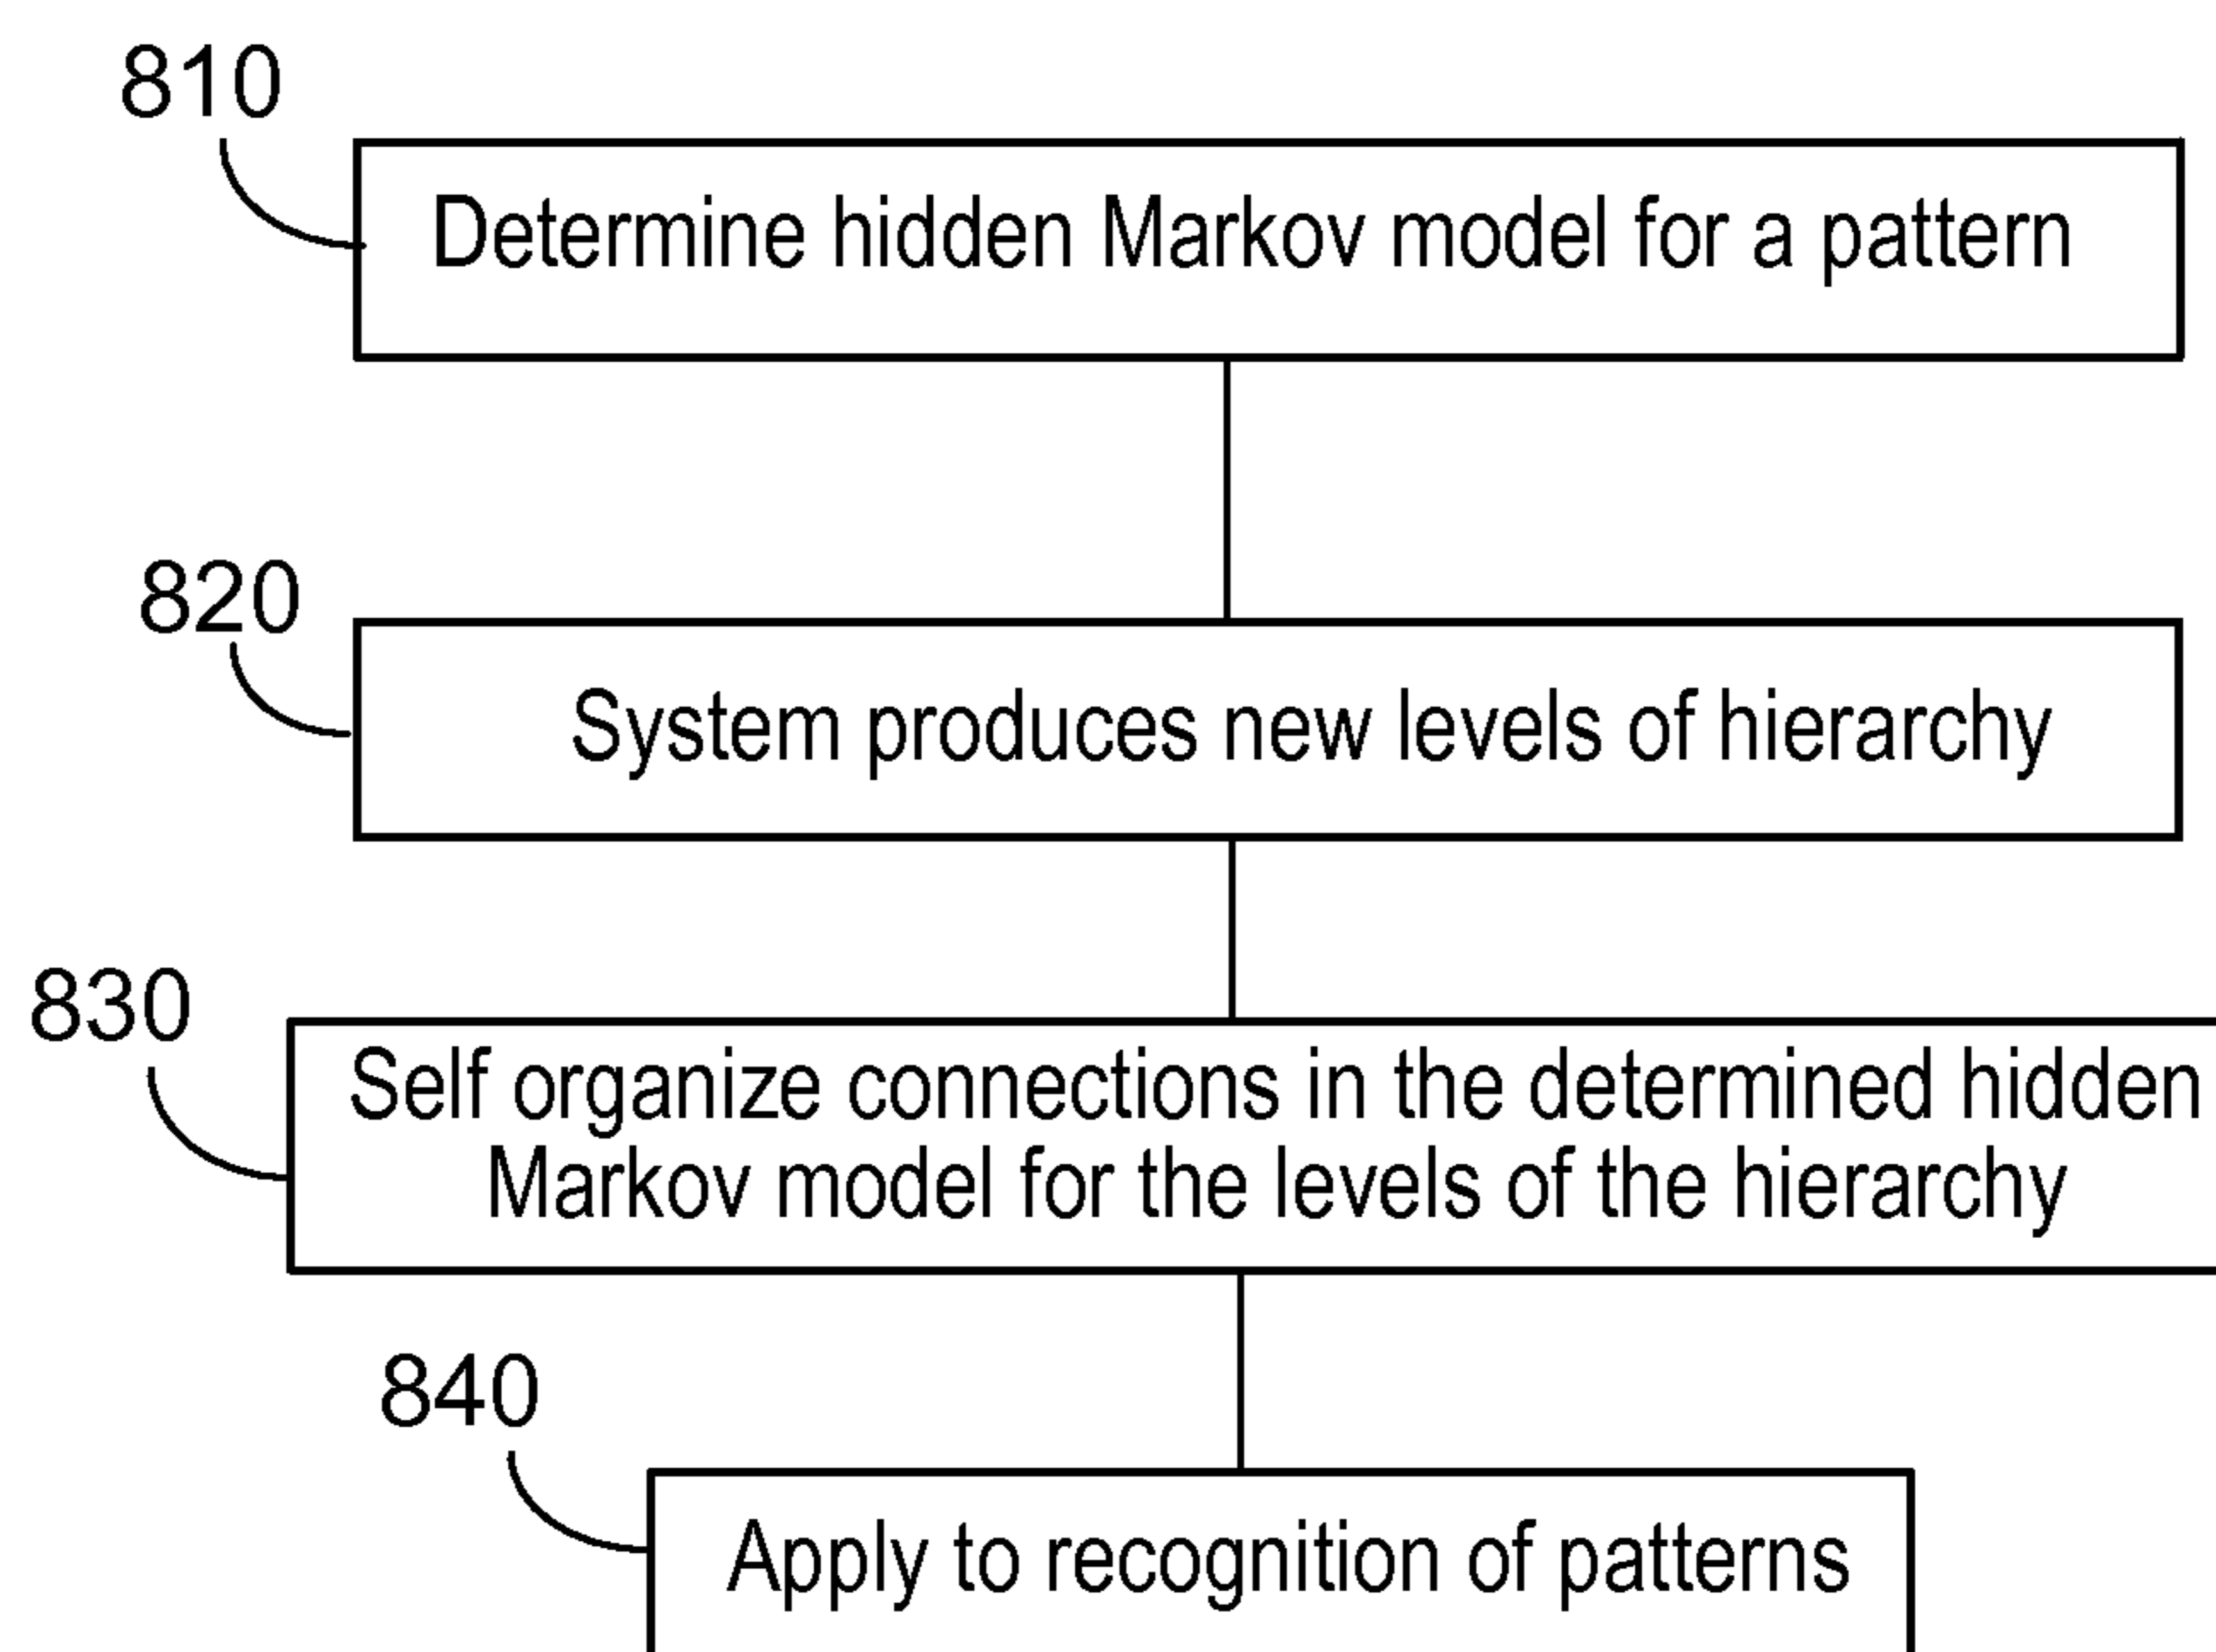 810
Determine hidden Markov model for a pattern
820
System produces new levels of hierarchy
830
Self organize connections in the determined hidden
Markov model for the levels of the hierarchy
840
Apply to recognition of patterns